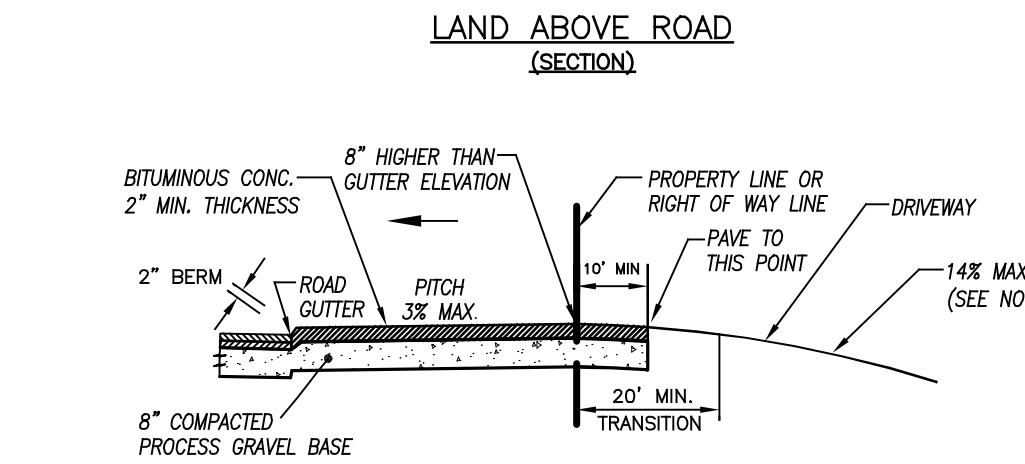 LAND ABOVE ROAD
(SECTION)
8" HIGHER THAN
GUTTER ELEVATION
BITUMINOUS CONC.
2" MIN. THICKNESS
PROPERTY LINE OR
RIGHT OF WAY LINE
DRIVEWAY
PAVE TO
THIS POINT
10' MIN
14% MAX
(SEE NO
2" BERM
ROAD
GUTTER
PITCH
3% MAX.
20' MIN.
TRANSITION
8" COMPACTED
PROCESS GRAVEL BASE